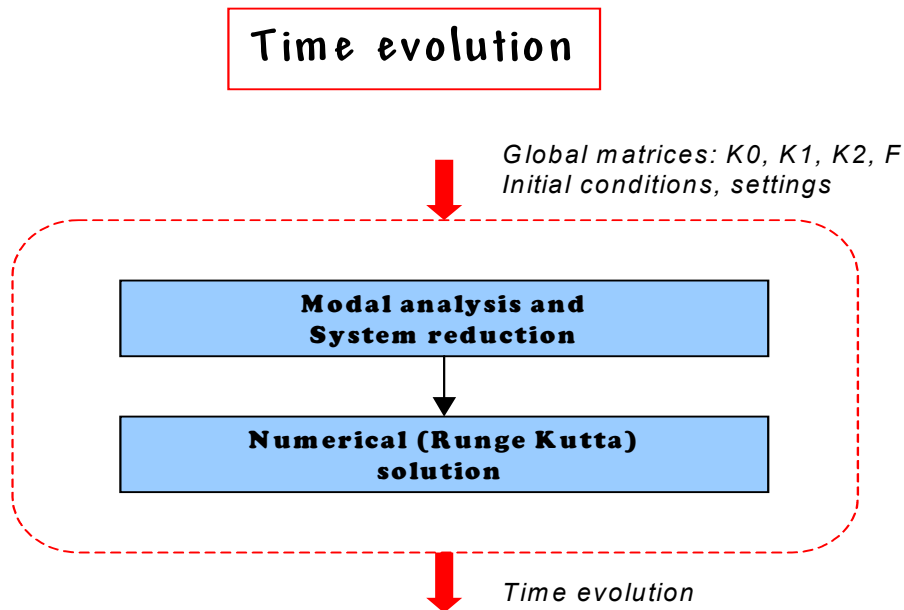 Time evolution
Global matrices: K0, K1, K2, F
Initial conditions, settings
Modal analysis and
System reduction
Numerical (Runge Kutta)
solution
Time evolution